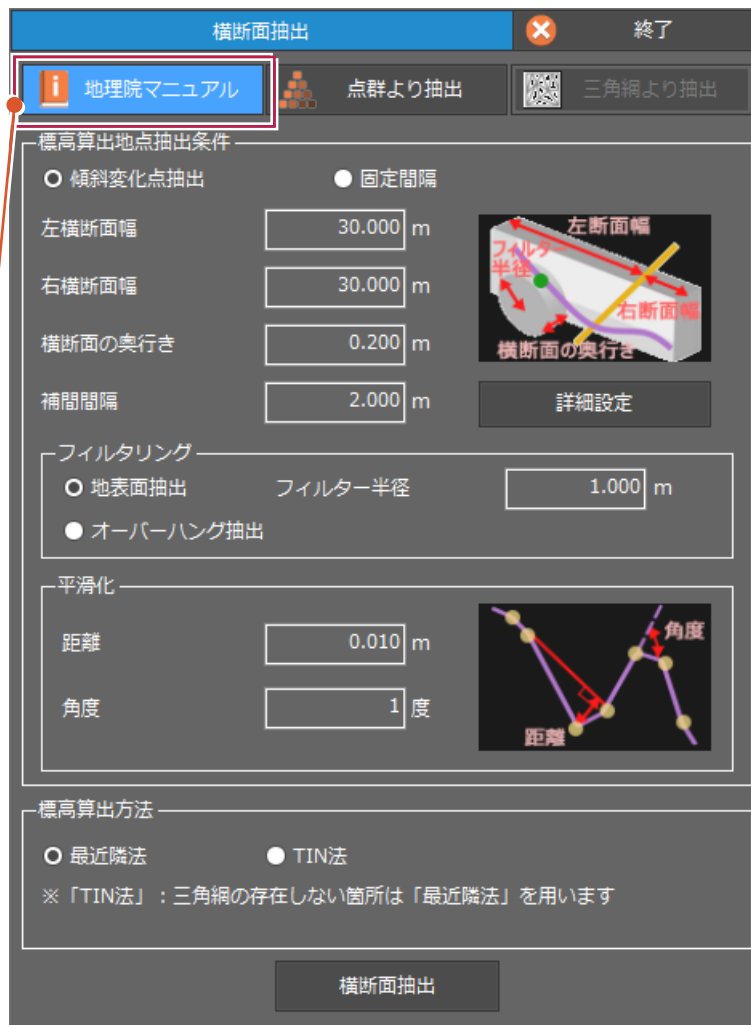 横断面抽出
終了
地理院マニュアル
点群より抽出
三角網より抽出
標高算出地点抽出条件
傾斜変化点抽出
固定間隔
左横断面幅
30.000 m
右横断面幅
30.000 m
横断面の奥行き
0.200 m
補間間隔
2.000 m
左断面幅
フィルター
半径
右断面幅
横断面の奥行き
詳細設定
フィルタリング
地表面抽出
フィルター半径
1.000 m
オーバーハング抽出
平滑化
距離
0.010 m
角度
1 度
角度
距離
標高算出方法
最近隣法
TIN法
※「TIN法」：三角網の存在しない箇所は「最近隣法」を用います
横断面抽出